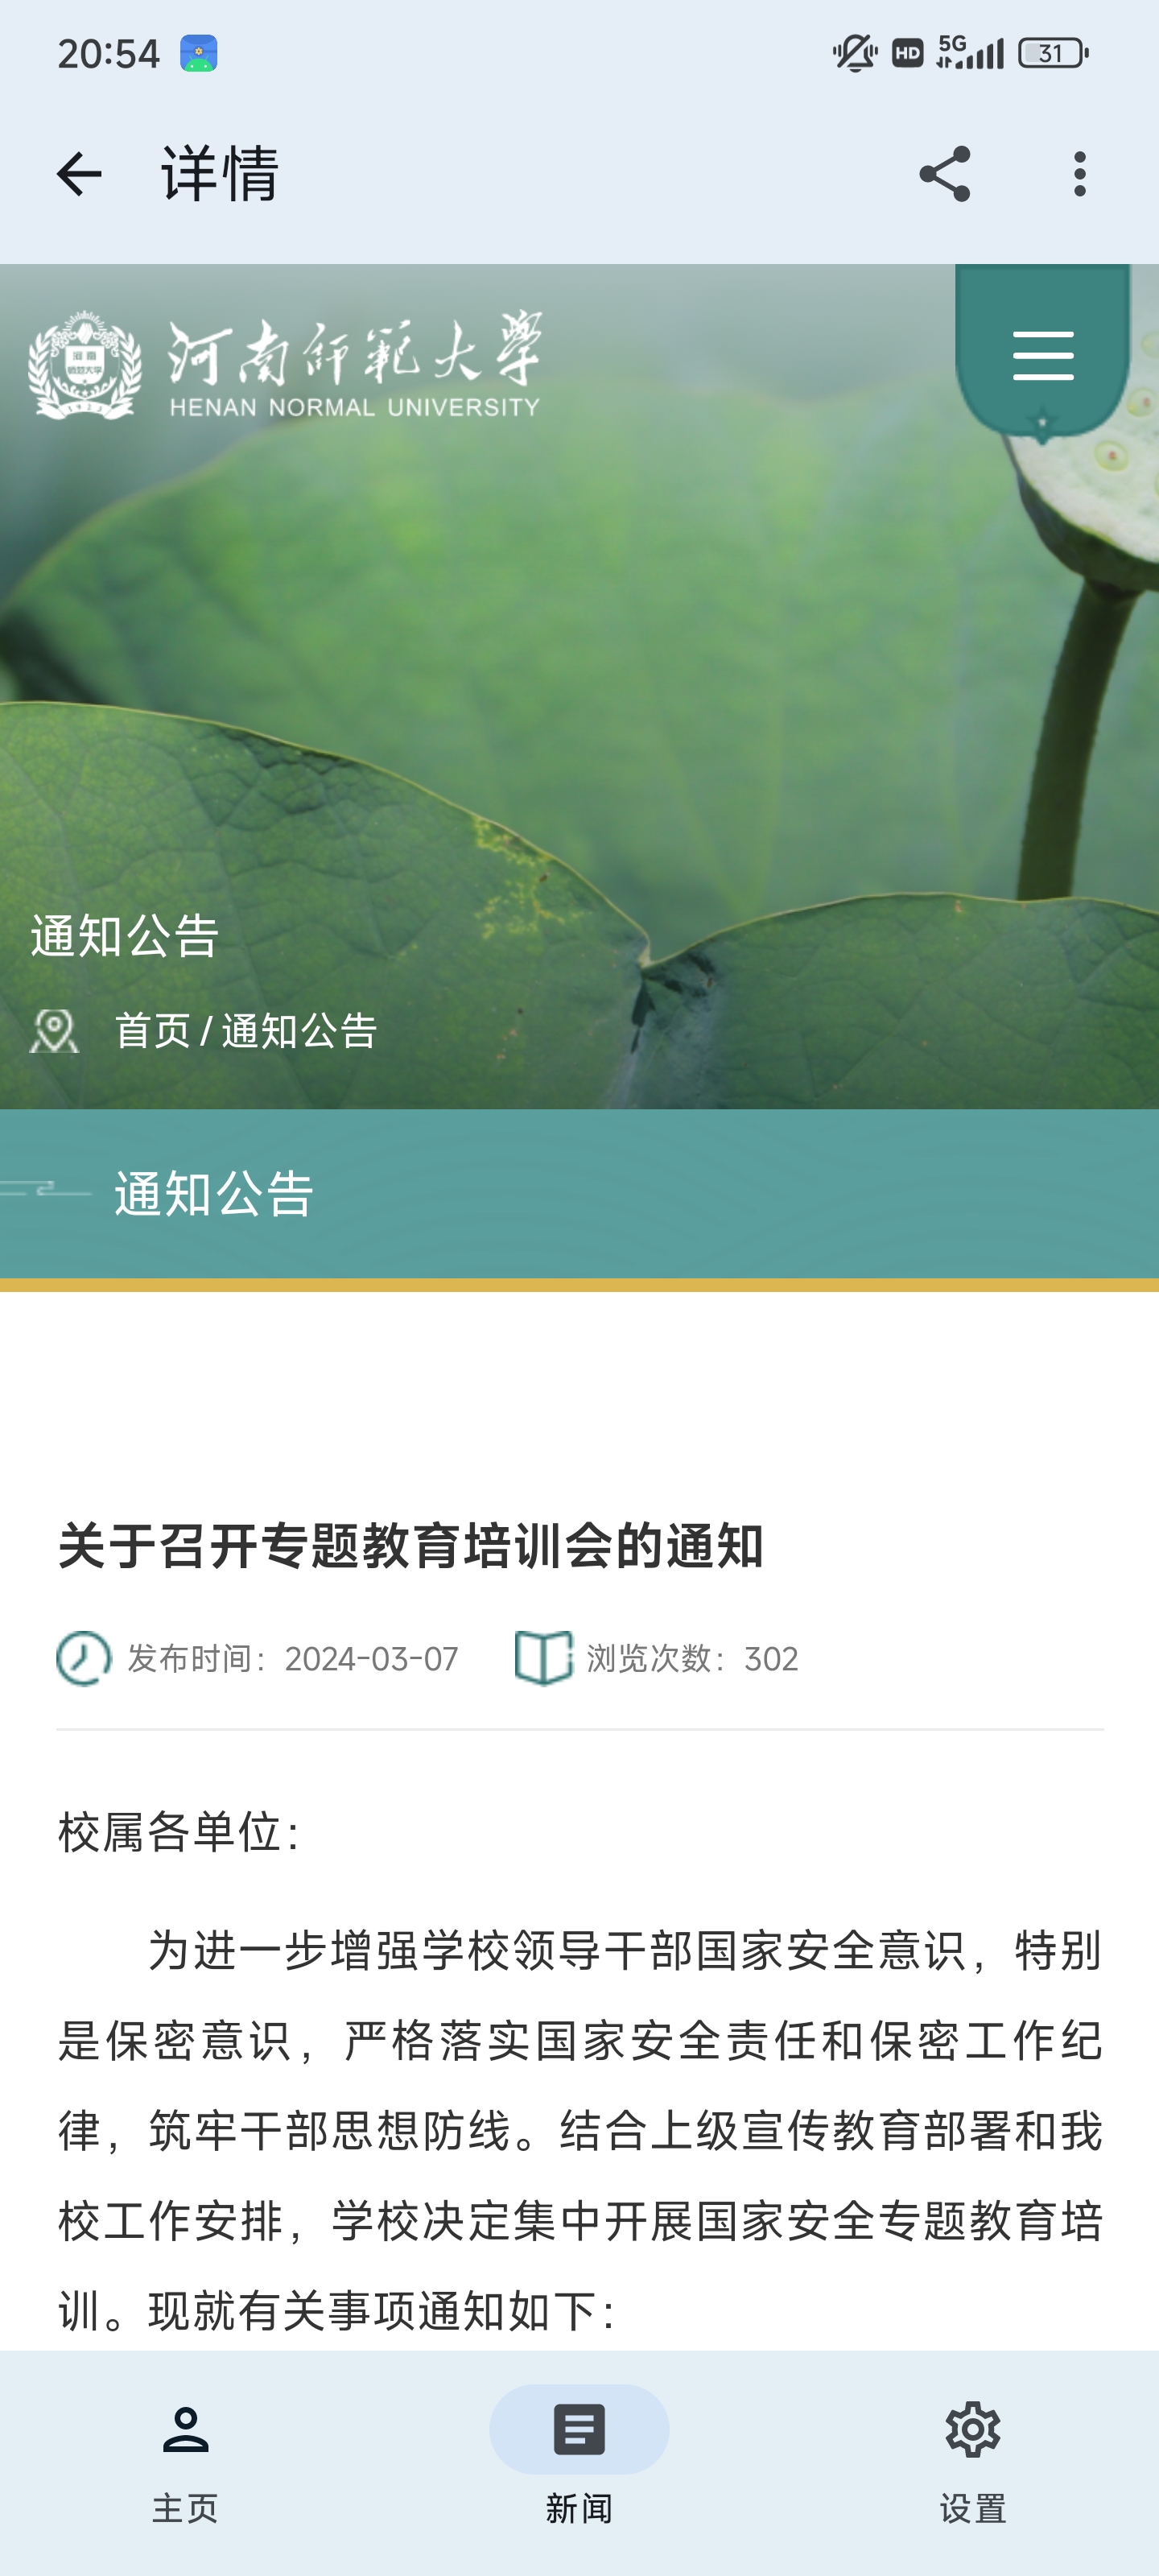 20:54
HD
5G
31
详情
河南师范大学
HENAN NORMAL UNIVERSITY
通知公告
首页 / 通知公告
通知公告
关于召开专题教育培训会的通知
发布时间：2024-03-07 浏览次数：302
校属各单位：
为进一步增强学校领导干部国家安全意识，特别
是保密意识，严格落实国家安全责任和保密工作纪
律，筑牢干部思想防线。结合上级宣传教育部署和我
校工作安排，学校决定集中开展国家安全专题教育培
训。现就有关事项通知如下：
主页
新闻
设置